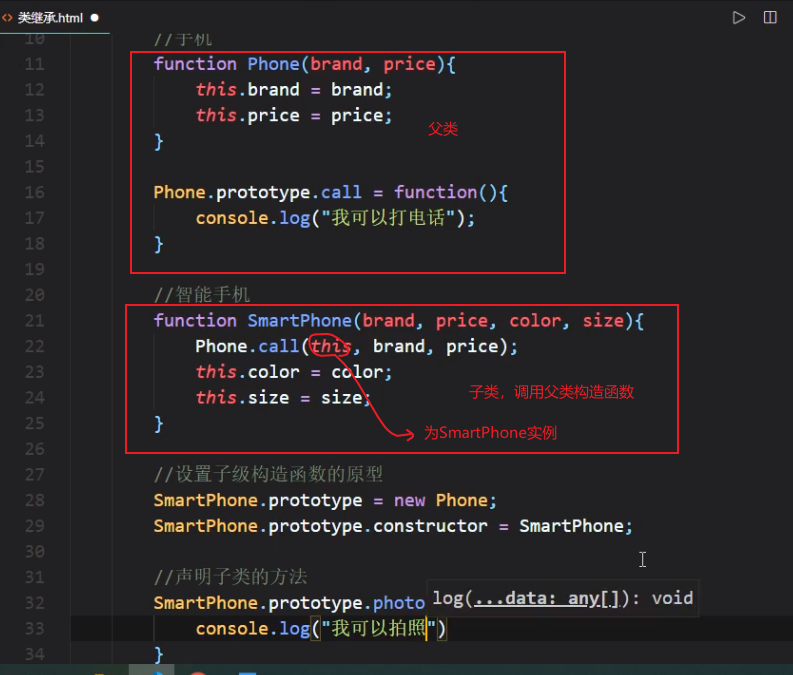 类继承.html
10 //手机
11 function Phone(brand, price){
12 this.brand = brand;
13 this.price = price;
父类
14 }
15
16 Phone.prototype.call = function(){
17 console.log("我可以打电话");
18 }
19
20 //智能手机
21 function SmartPhone(brand, price, color, size){
22 Phone.call(this, brand, price);
23 this.color = color;
24 this.size = size;
子类，调用父类构造函数
25 }
为SmartPhone实例
26
27 //设置子级构造函数的原型
28 SmartPhone.prototype = new Phone;
29 SmartPhone.prototype.constructor = SmartPhone;
30
31 //声明子类的方法
32 SmartPhone.prototype.photo
log(...data: any[]): void
33 console.log("我可以拍照")
34 }